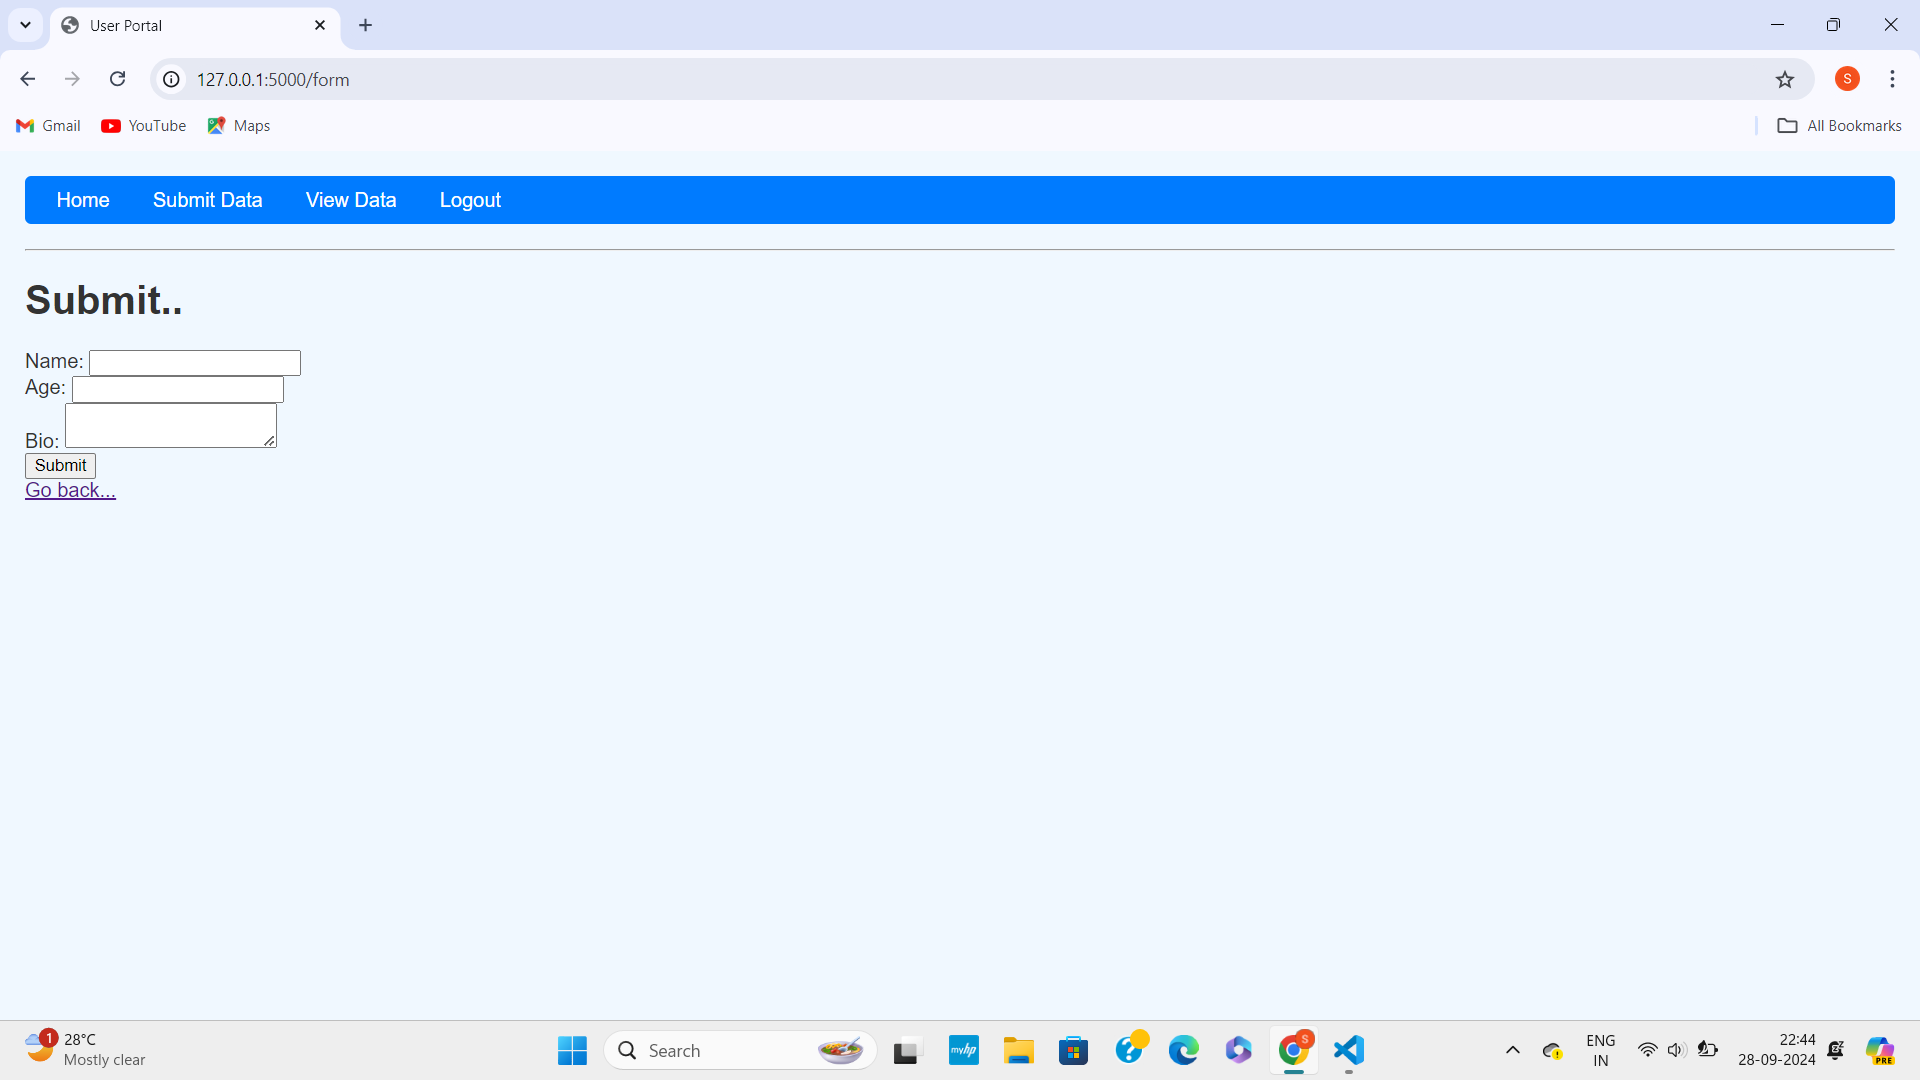 User Portal
127.0.0.1:5000/form
S
Gmail YouTube Maps All Bookmarks
Home Submit Data View Data Logout
Submit..
Name:
Age:
Bio:
Submit
Go back...
1
28°C
Mostly clear
Search
myhp
S
ENG
IN
22:44
28-09-2024
PRE